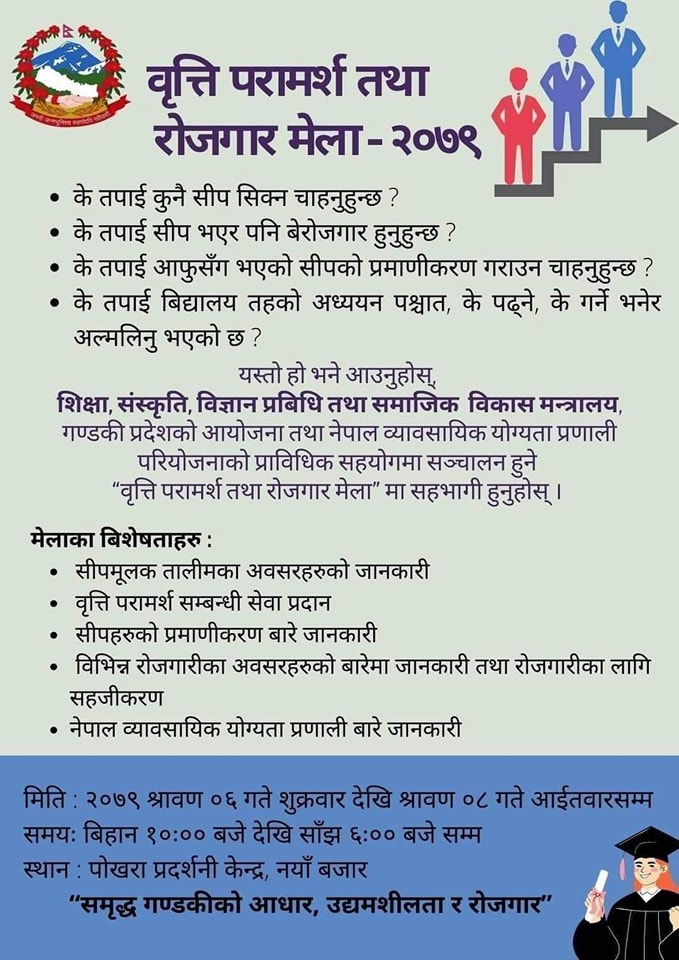 वृत्ति परामर्श तथा
रोजगार मेला - २०७९
• के तपाई कुनै सीप सिक्न चाहनुहुन्छ ?
• के तपाई सीप भएर पनि बेरोजगार हुनुहुन्छ ?
• के तपाई आफुसँग भएको सीपको प्रमाणीकरण गराउन चाहनुहुन्छ ?
• के तपाई बिद्यालय तहको अध्ययन पश्चात, के पढ्ने, के गर्ने भनेर
अल्मलिनु भएको छ ?
यस्तो हो भने आउनुहोस्,
शिक्षा, संस्कृति, विज्ञान प्रबिधि तथा समाजिक विकास मन्त्रालय,
गण्डकी प्रदेशको आयोजना तथा नेपाल व्यावसायिक योग्यता प्रणाली
परियोजनाको प्राविधिक सहयोगमा सञ्चालन हुने
“वृत्ति परामर्श तथा रोजगार मेला” मा सहभागी हुनुहोस् ।
मेलाका बिशेषताहरु :
• सीपमूलक तालीमका अवसरहरुको जानकारी
• वृत्ति परामर्श सम्बन्धी सेवा प्रदान
• सीपहरुको प्रमाणीकरण बारे जानकारी
• विभिन्न रोजगारीका अवसरहरुको बारेमा जानकारी तथा रोजगारीका लागि
सहजीकरण
• नेपाल व्यावसायिक योग्यता प्रणाली बारे जानकारी
मिति : २०७९ श्रावण ०६ गते शुक्रवार देखि श्रावण ०८ गते आईतवारसम्म
समयः बिहान १०:०० बजे देखि साँझ ६:०० बजे सम्म
स्थान : पोखरा प्रदर्शनी केन्द्र, नयाँ बजार
“समृद्ध गण्डकीको आधार, उद्यमशीलता र रोजगार”